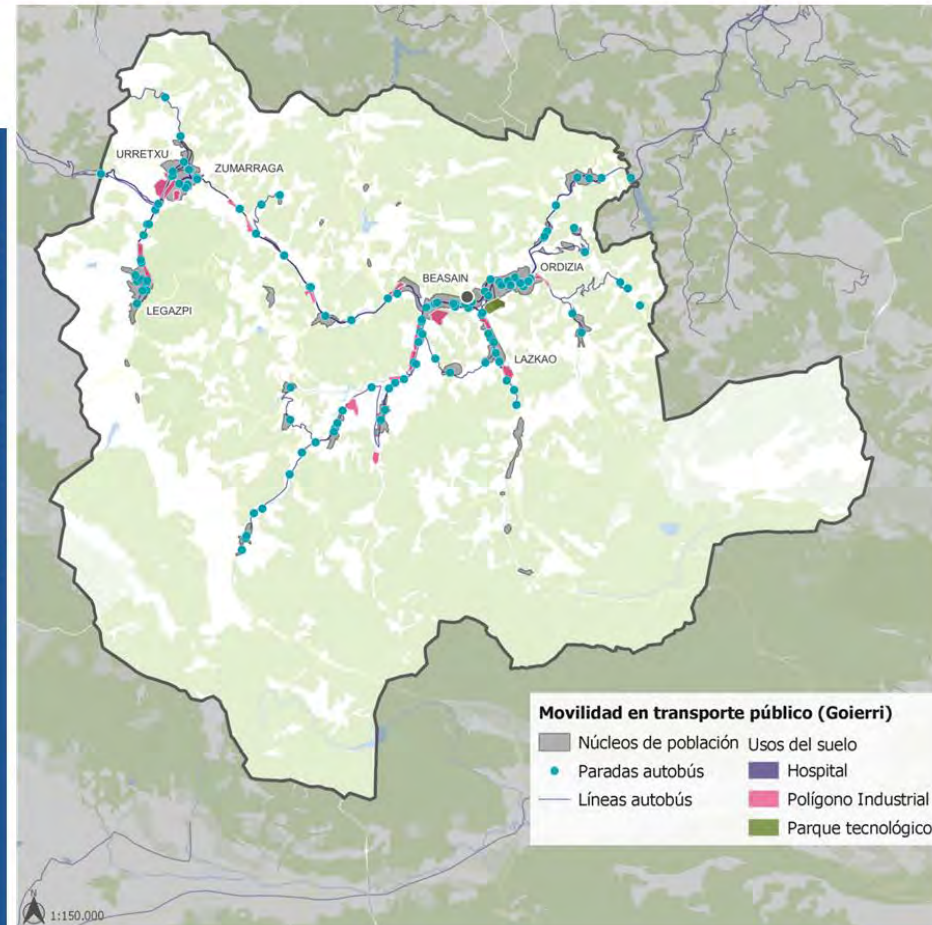 URRETXU
ZUMARRAGA
BEASAIN
ORDIZIA
LEGAZPI
LAZKAO
Movilidad en transporte público (Goierri)
Núcleos de población Usos del suelo
Paradas autobús Hospital
Líneas autobús Polígono Industrial
Parque tecnológico
N
1:150.000